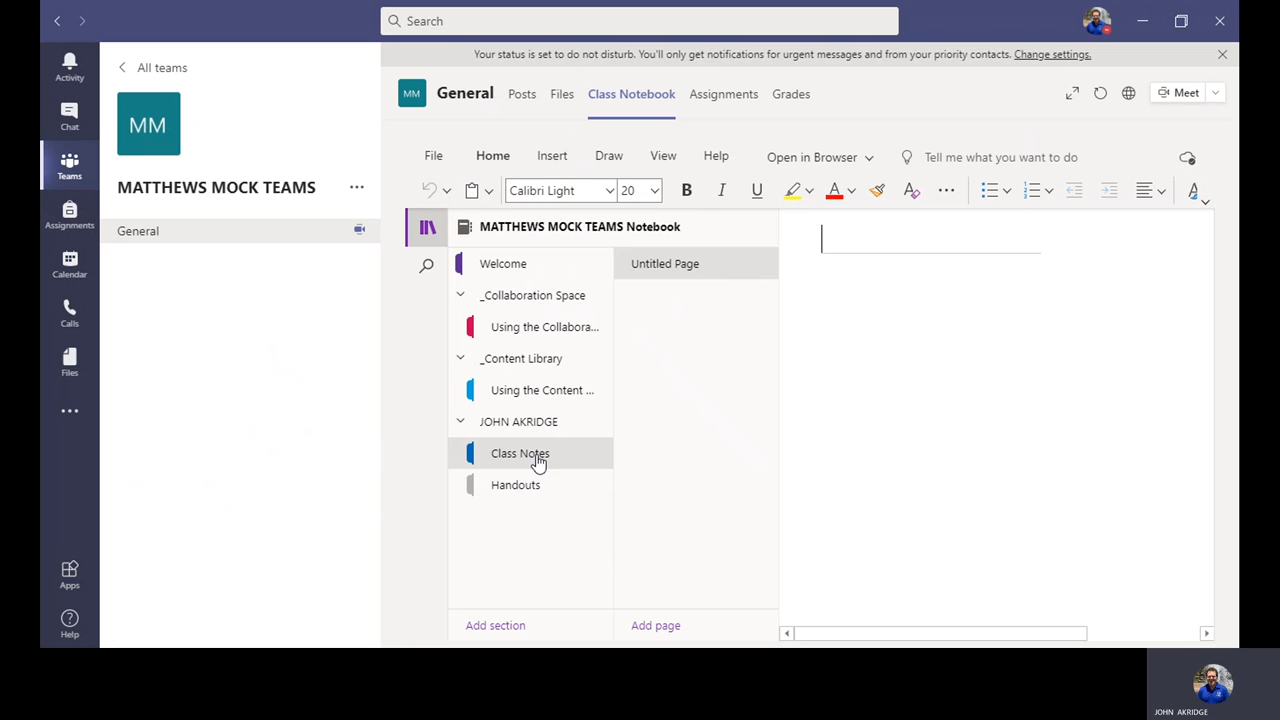 Search
Your status is set to do not disturb. You'll only get notifications for urgent messages and from your priority contacts. Change settings.
Activity
Chat
Teams
Assignments
Calendar
Calls
Files
Apps
Help
All teams
MM
MATTHEWS MOCK TEAMS
General
MM General Posts Files Class Notebook Assignments Grades Meet
File Home Insert Draw View Help Open in Browser Tell me what you want to do
Calibri Light 20 B I U A A A
MATTHEWS MOCK TEAMS Notebook
Welcome
_Collaboration Space
Using the Collabora...
_Content Library
Using the Content ...
JOHN AKRIDGE
Class Notes
Handouts
Add section
Untitled Page
Add page
JOHN AKRIDGE